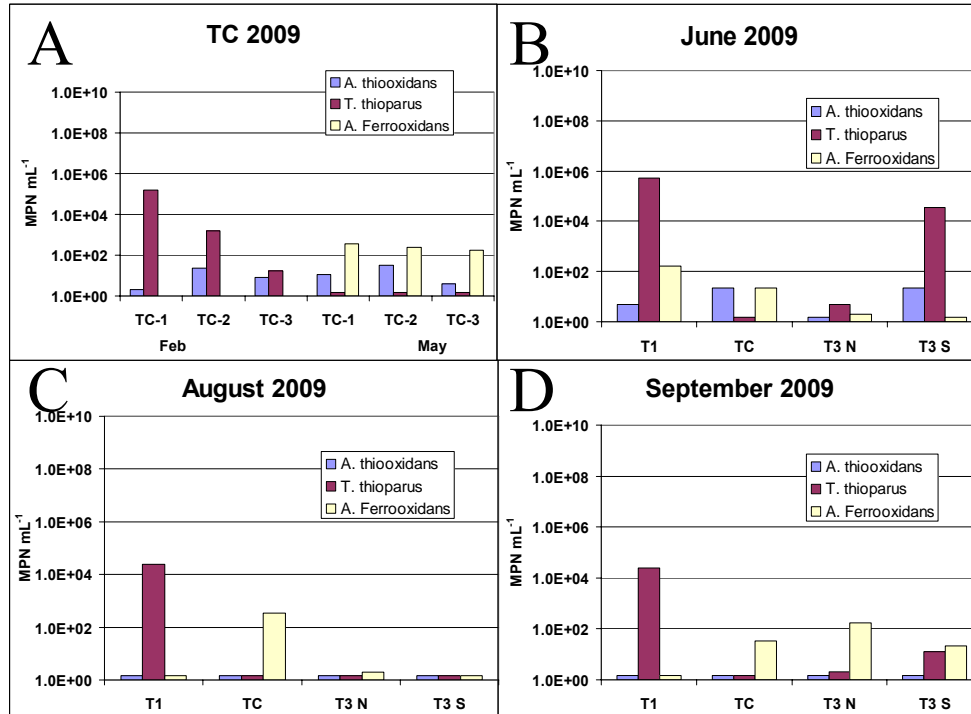 A
TC 2009
A. thiooxidans
T. thioparus
A. Ferrooxidans
MPN mL-1
1.0E+10
1.0E+08
1.0E+06
1.0E+04
1.0E+02
1.0E+00
TC-1 TC-2 TC-3 TC-1 TC-2 TC-3
Feb May
B
June 2009
A. thiooxidans
T. thioparus
A. Ferrooxidans
MPN mL-1
1.0E+10
1.0E+08
1.0E+06
1.0E+04
1.0E+02
1.0E+00
T1 TC T3 N T3 S
C
August 2009
A. thiooxidans
T. thioparus
A. Ferrooxidans
MPN mL-1
1.0E+10
1.0E+08
1.0E+06
1.0E+04
1.0E+02
1.0E+00
T1 TC T3 N T3 S
D
September 2009
A. thiooxidans
T. thioparus
A. Ferrooxidans
MPN mL-1
1.0E+10
1.0E+08
1.0E+06
1.0E+04
1.0E+02
1.0E+00
T1 TC T3 N T3 S